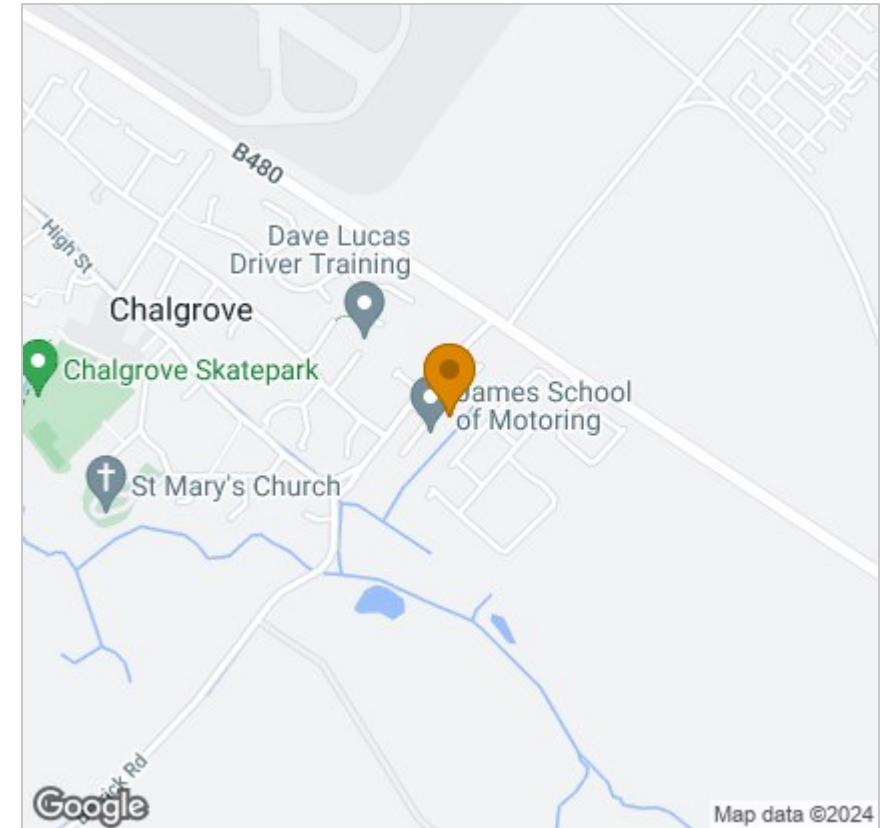 B480
High St
Dave Lucas
Driver Training
Chalgrove
Chalgrove Skatepark
James School
of Motoring
St Mary's Church
Rd
Google
Map data ©2024